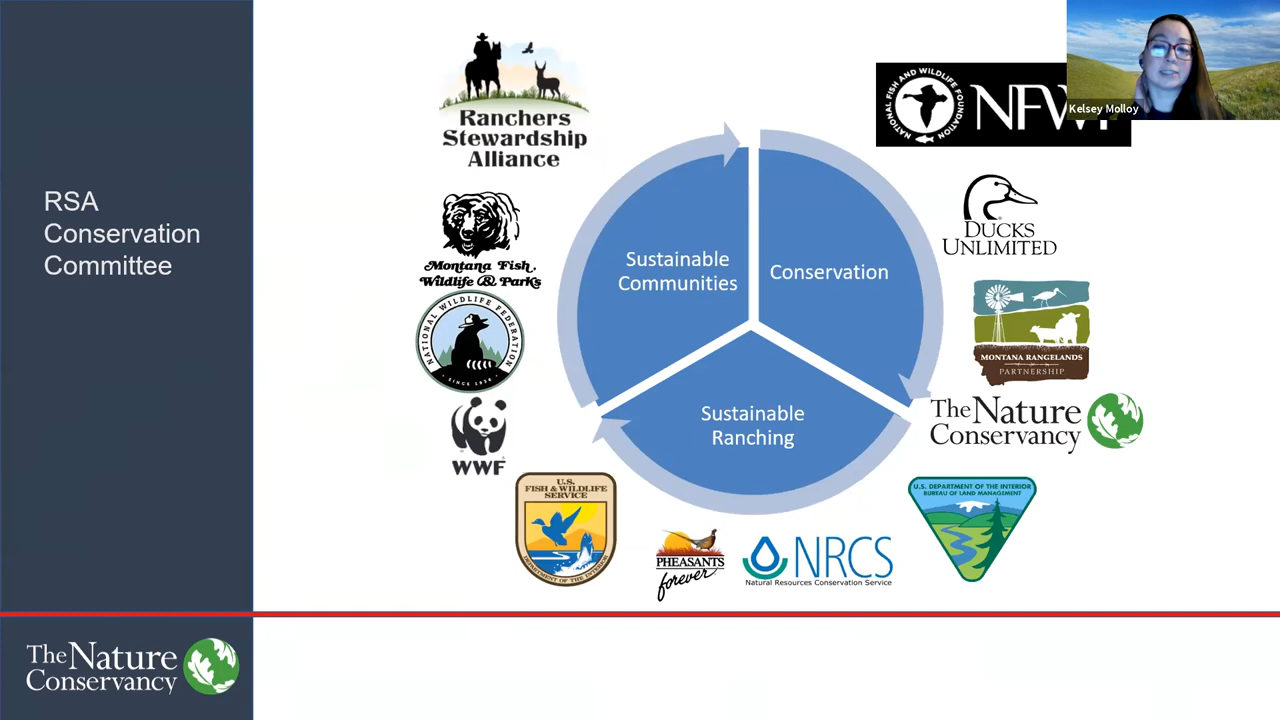 RSA
Conservation
Committee
Ranchers
Stewardship
Alliance
NATIONAL FISH AND WILDLIFE FOUNDATION
Kelsey Molloy
DUCKS
UNLIMITED
Montana Fish,
Wildlife & Parks
NATIONAL WILDLIFE FEDERATION
SINCE 1936
Sustainable
Communities
Conservation
Sustainable
Ranching
MONTANA RANGELANDS
PARTNERSHIP
The Nature
Conservancy
WWF
U.S.
FISH & WILDLIFE
SERVICE
DEPARTMENT OF THE INTERIOR
PHEASANTS
forever
NRCS
Natural Resources Conservation Service
U.S. DEPARTMENT OF THE INTERIOR
BUREAU OF LAND MANAGEMENT
The Nature
Conservancy